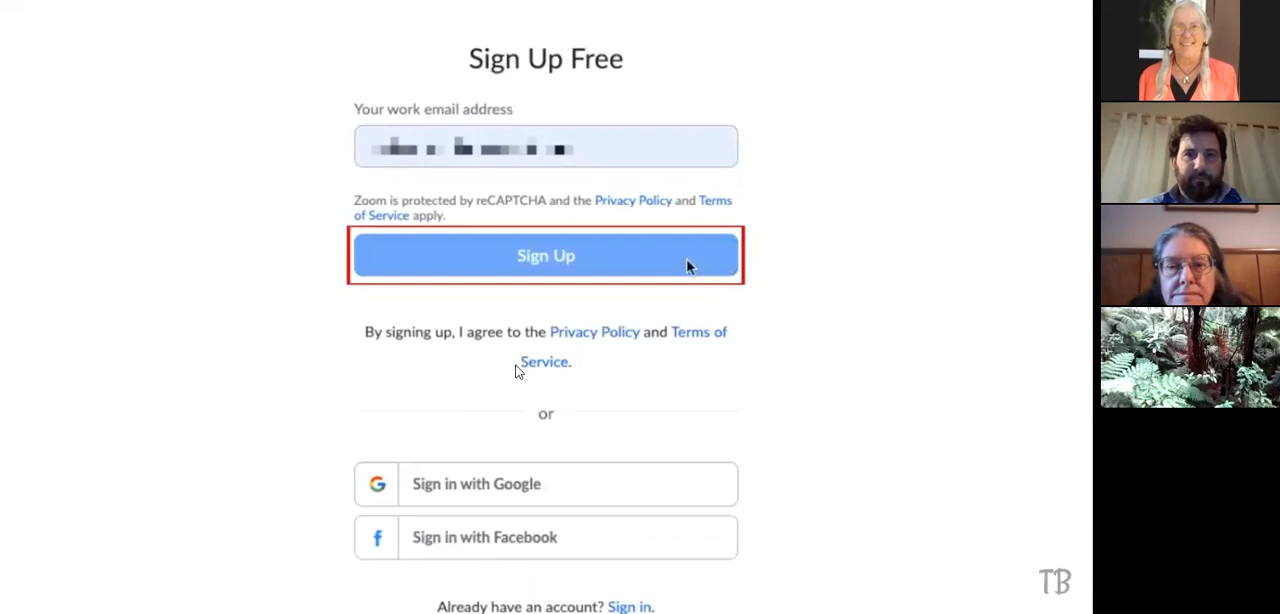 Sign Up Free
Your work email address
Zoom is protected by reCAPTCHA and the Privacy Policy and Terms
of Service apply.
Sign Up
By signing up, I agree to the Privacy Policy and Terms of
Service.
or
Sign in with Google
Sign in with Facebook
TB
Already have an account? Sign in.